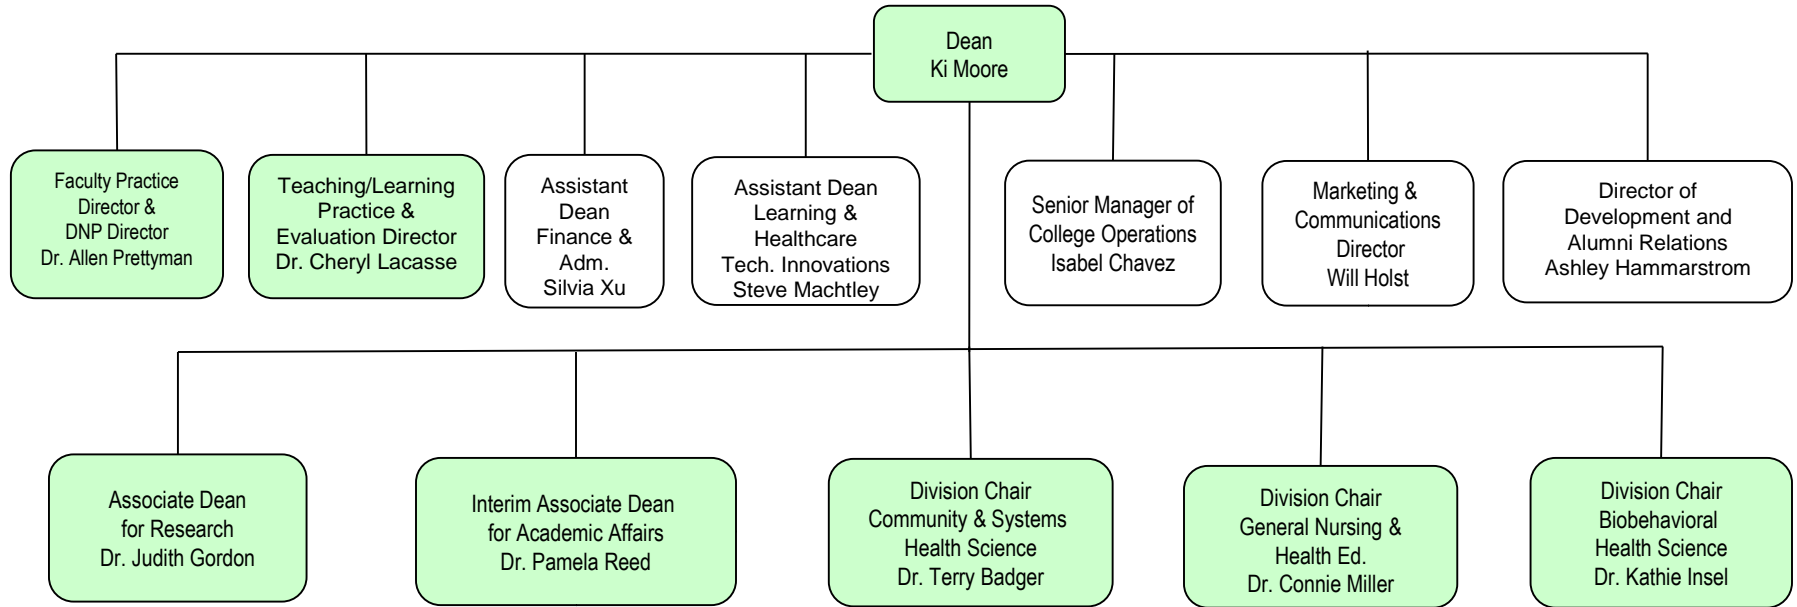 Dean
Ki Moore
Faculty Practice
Director &
DNP Director
Dr. Allen Prettyman
Teaching/Learning
Practice &
Evaluation Director
Dr. Cheryl Lacasse
Assistant
Dean
Finance &
Adm.
Silvia Xu
Assistant Dean
Learning &
Healthcare
Tech. Innovations
Steve Machtley
Senior Manager of
College Operations
Isabel Chavez
Marketing &
Communications
Director
Will Holst
Director of
Development and
Alumni Relations
Ashley Hammarstrom
Associate Dean
for Research
Dr. Judith Gordon
Interim Associate Dean
for Academic Affairs
Dr. Pamela Reed
Division Chair
Community & Systems
Health Science
Dr. Terry Badger
Division Chair
General Nursing &
Health Ed.
Dr. Connie Miller
Division Chair
Biobehavioral
Health Science
Dr. Kathie Insel